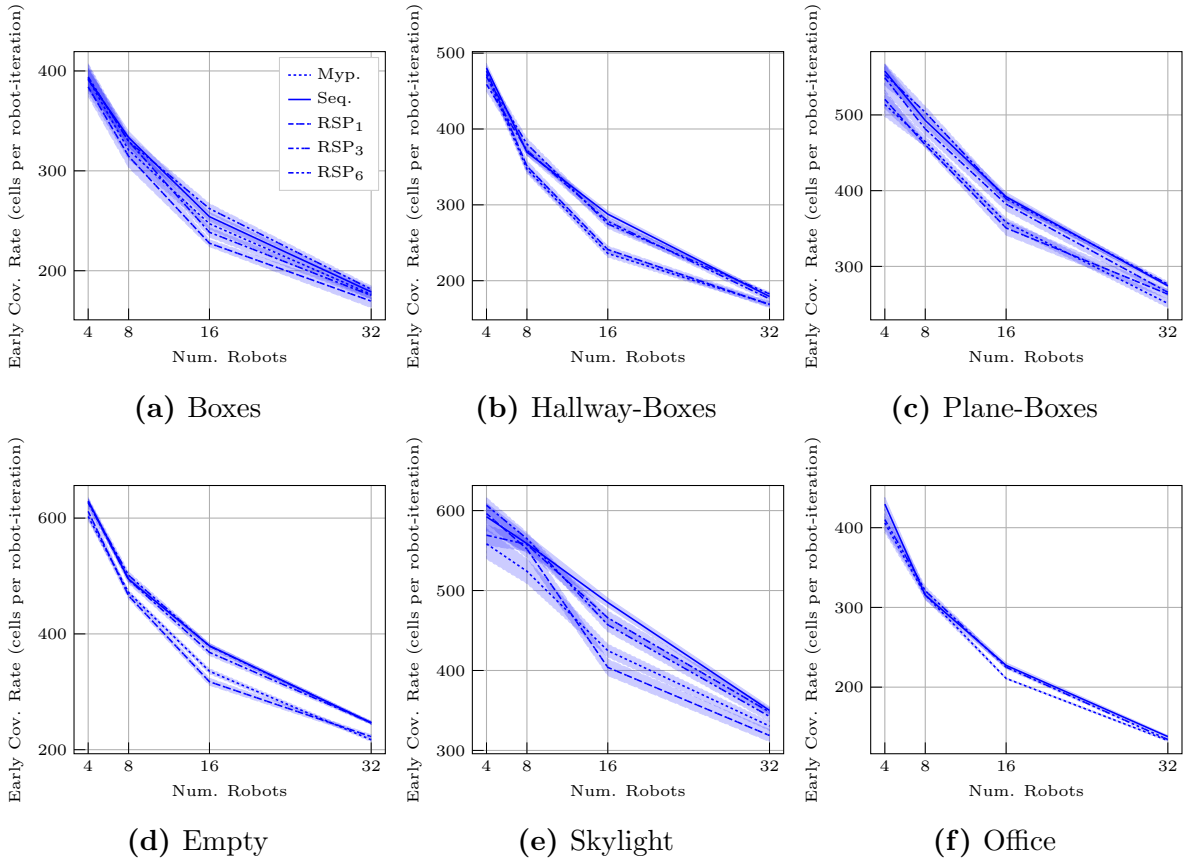 Early Cov. Rate (cells per robot-iteration)
400
300
200
4 8 16 32
Num. Robots
Myp.
Seq.
RSP₁
RSP₃
RSP₆
(a) Boxes
Early Cov. Rate (cells per robot-iteration)
500
400
300
200
4 8 16 32
Num. Robots
(b) Hallway-Boxes
Early Cov. Rate (cells per robot-iteration)
500
400
300
4 8 16 32
Num. Robots
(c) Plane-Boxes
Early Cov. Rate (cells per robot-iteration)
600
400
200
4 8 16 32
Num. Robots
(d) Empty
Early Cov. Rate (cells per robot-iteration)
600
500
400
300
4 8 16 32
Num. Robots
(e) Skylight
Early Cov. Rate (cells per robot-iteration)
400
300
200
4 8 16 32
Num. Robots
(f) Office